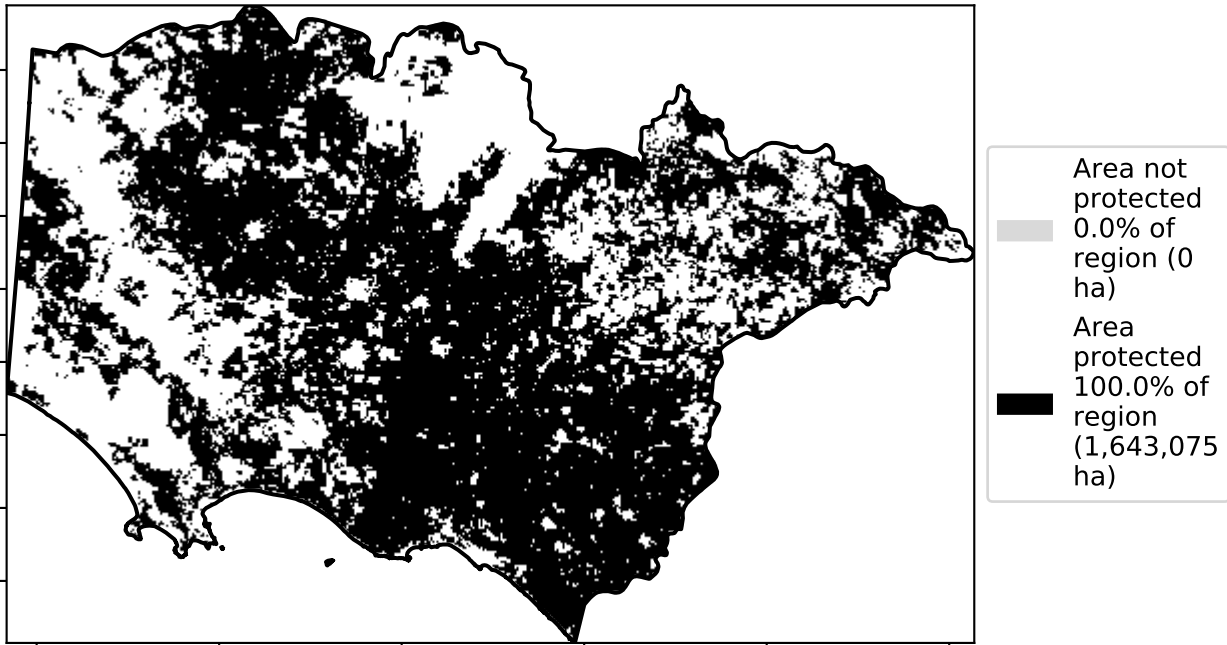 Area not
protected
0.0% of
region (0
ha)
Area
protected
100.0% of
region
(1,643,075
ha)